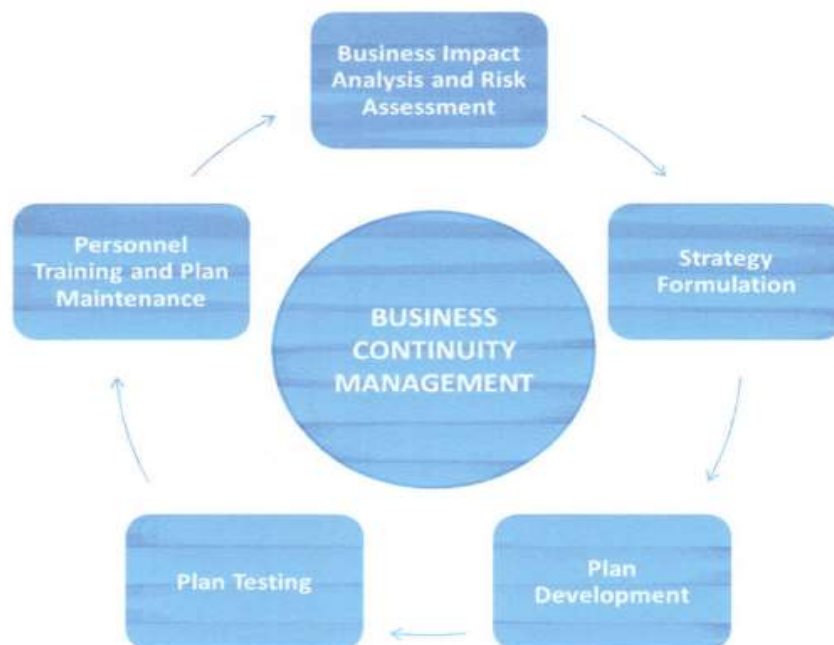 Business Impact
Analysis and Risk
Assessment
Strategy
Formulation
Plan
Development
Plan Testing
Personnel
Training and Plan
Maintenance
BUSINESS
CONTINUITY
MANAGEMENT